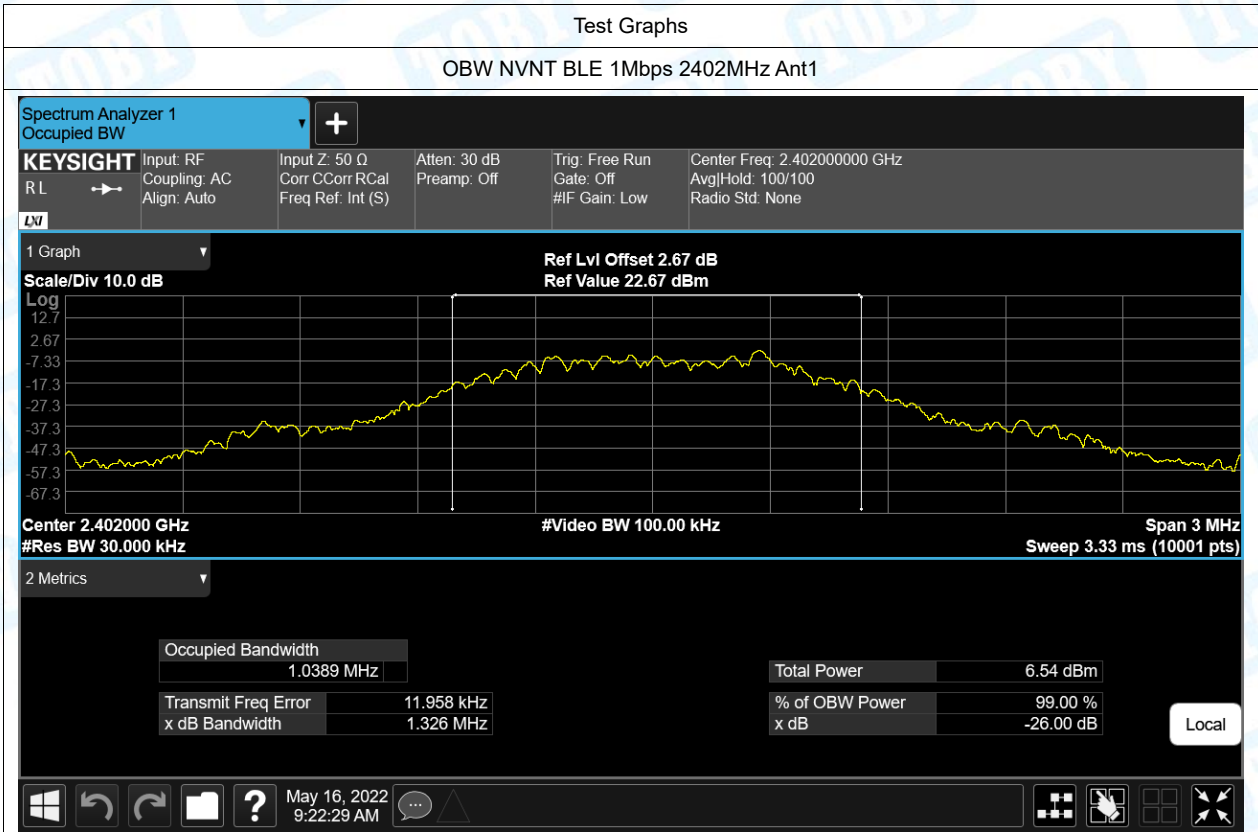 Test Graphs
OBW NVNT BLE 1Mbps 2402MHz Ant1
Spectrum Analyzer 1
Occupied BW
KEYSIGHT
R L
LXI
Input: RF
Coupling: AC
Align: Auto
Input Z: 50 Ω
Corr CCorr RCal
Freq Ref: Int (S)
Atten: 30 dB
Preamp: Off
Trig: Free Run
Gate: Off
#IF Gain: Low
Center Freq: 2.402000000 GHz
Avg|Hold: 100/100
Radio Std: None
1 Graph
Scale/Div 10.0 dB
Ref Lvl Offset 2.67 dB
Ref Value 22.67 dBm
Log
12.7
2.67
-7.33
-17.3
-27.3
-37.3
-47.3
-57.3
-67.3
Center 2.402000 GHz
#Video BW 100.00 kHz
Span 3 MHz
#Res BW 30.000 kHz
Sweep 3.33 ms (10001 pts)
2 Metrics
Occupied Bandwidth
1.0389 MHz
Total Power 6.54 dBm
Transmit Freq Error 11.958 kHz
% of OBW Power 99.00 %
x dB Bandwidth 1.326 MHz
x dB -26.00 dB
Local
?
May 16, 2022
9:22:29 AM
TOBY